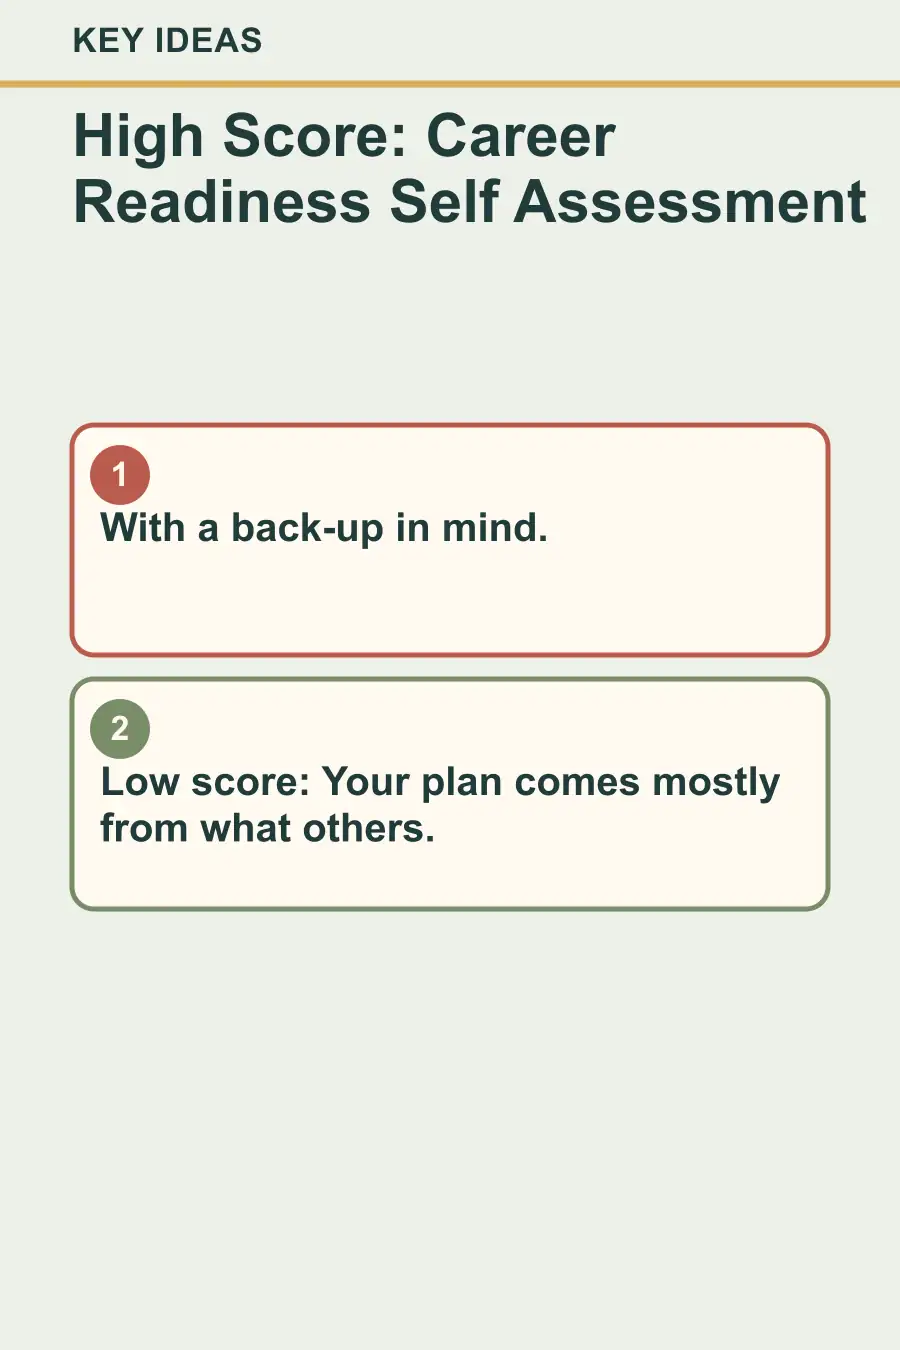 KEY IDEAS
High Score: Career
Readiness Self Assessment
1
With a back-up in mind.
2
Low score: Your plan comes mostly
from what others.